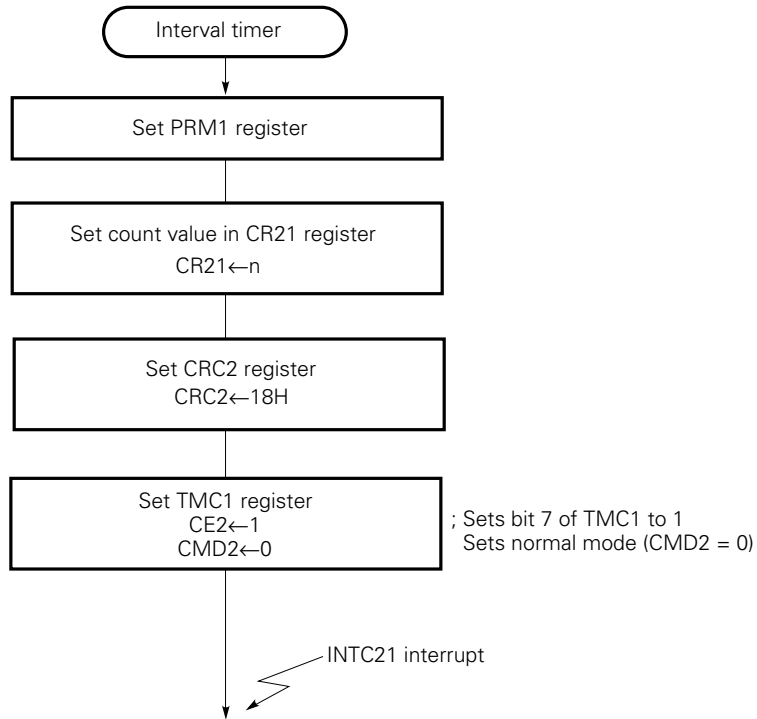 Interval timer
Set PRM1 register
Set count value in CR21 register
CR21←n
Set CRC2 register
CRC2←18H
Set TMC1 register
CE2←1
CMD2←0
; Sets bit 7 of TMC1 to 1
Sets normal mode (CMD2 = 0)
INTC21 interrupt